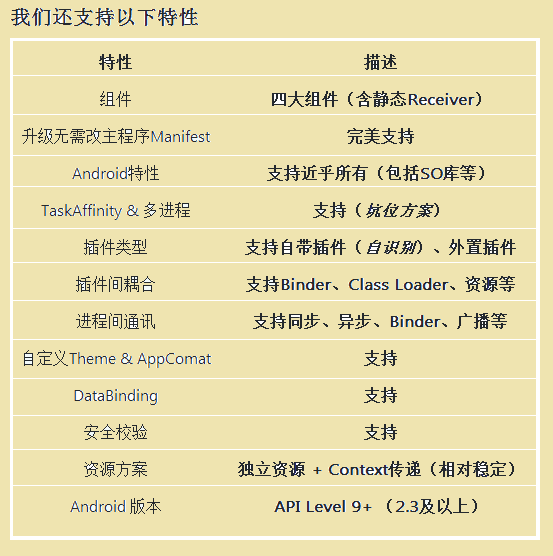 我们还支持以下特性
特性 描述
组件 四大组件（含静态Receiver）
升级无需改主程序Manifest 完美支持
Android特性 支持近乎所有（包括SO库等）
TaskAffinity & 多进程 支持（坑位方案）
插件类型 支持自带插件（自识别）、外置插件
插件间耦合 支持Binder、Class Loader、资源等
进程间通讯 支持同步、异步、Binder、广播等
自定义Theme & AppComat 支持
DataBinding 支持
安全校验 支持
资源方案 独立资源 + Context传递（相对稳定）
Android 版本 API Level 9+ （2.3及以上）